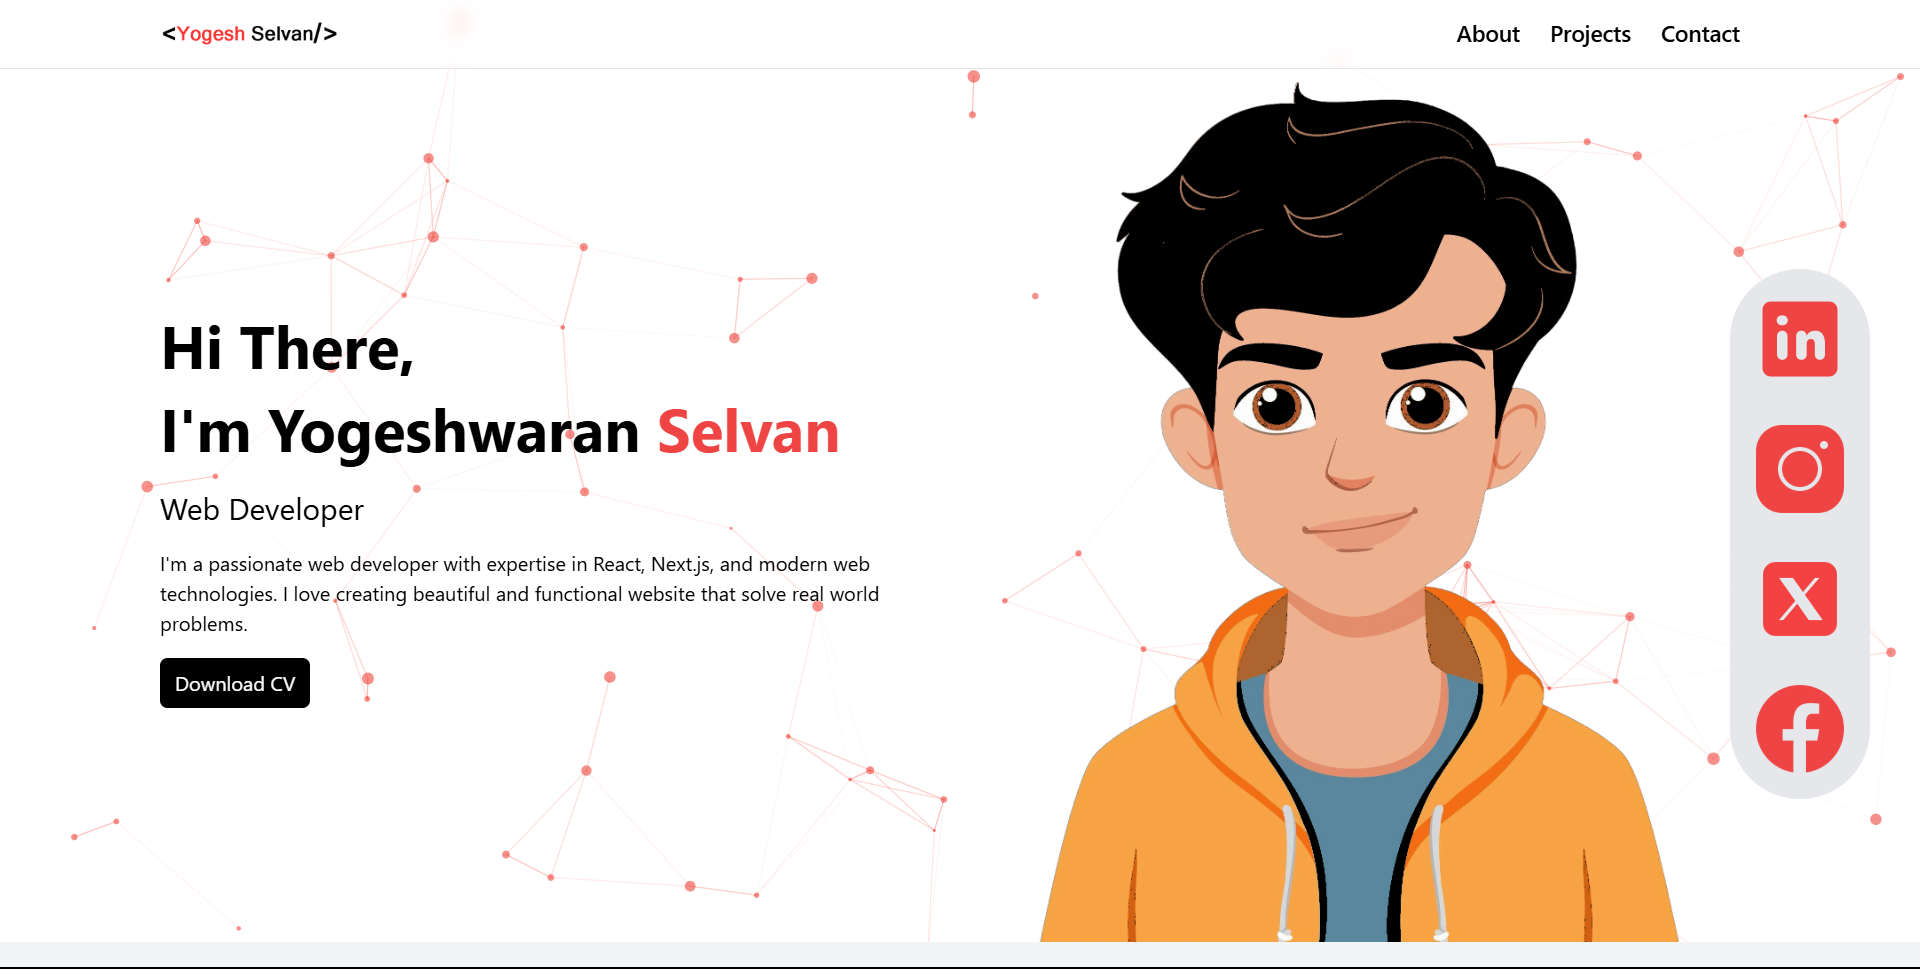 <Yogesh Selvan/>
About Projects Contact
Hi There,
I'm Yogeshwaran Selvan
Web Developer
I'm a passionate web developer with expertise in React, Next.js, and modern web
technologies. I love creating beautiful and functional website that solve real world
problems.
Download CV
in
X
f